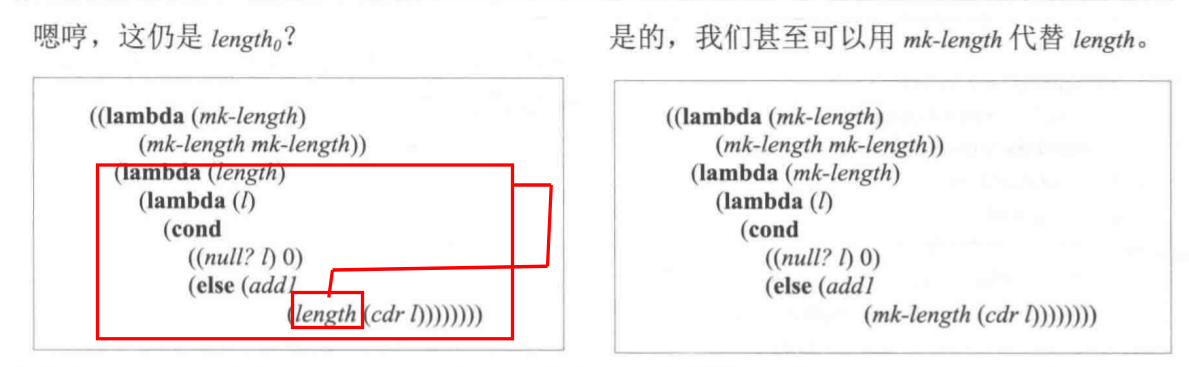 嗯哼，这仍是 length₀?
((lambda (mk-length)
(mk-length mk-length))
(lambda (length)
(lambda (l)
(cond
((null? l) 0)
(else (add1
(length (cdr l))))))))
是的，我们甚至可以用 mk-length 代替 length。
((lambda (mk-length)
(mk-length mk-length))
(lambda (mk-length)
(lambda (l)
(cond
((null? l) 0)
(else (add1
(mk-length (cdr l))))))))